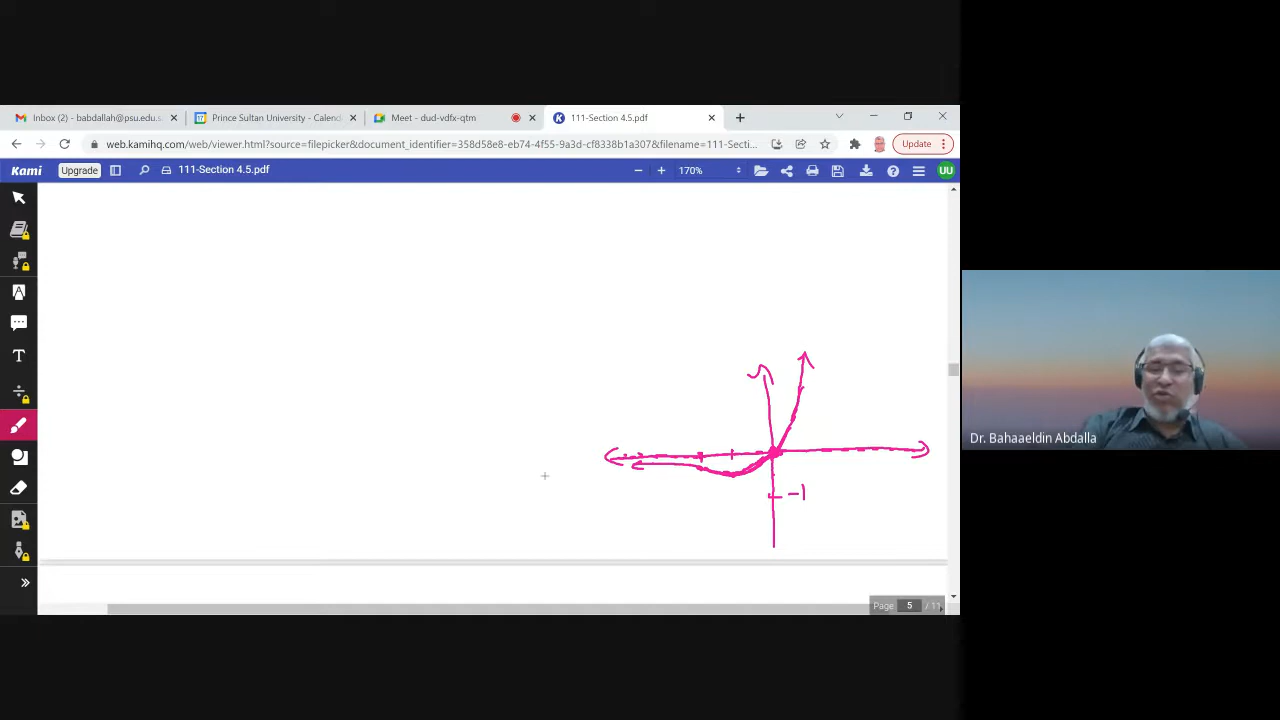 Inbox (2) - babdallah@psu.edu.s
Prince Sultan University - Calend
Meet - dud-vdfx-qtm
111-Section 4.5.pdf
web.kamihq.com/web/viewer.html?source=filepicker&document_identifier=358d58e8-eb74-4f55-9a3d-cf8338b1a307&filename=111-Secti...
Update
Kami
Upgrade
111-Section 4.5.pdf
170%
UU
-1
Dr. Bahaaeldin Abdalla
Page 5 / 11